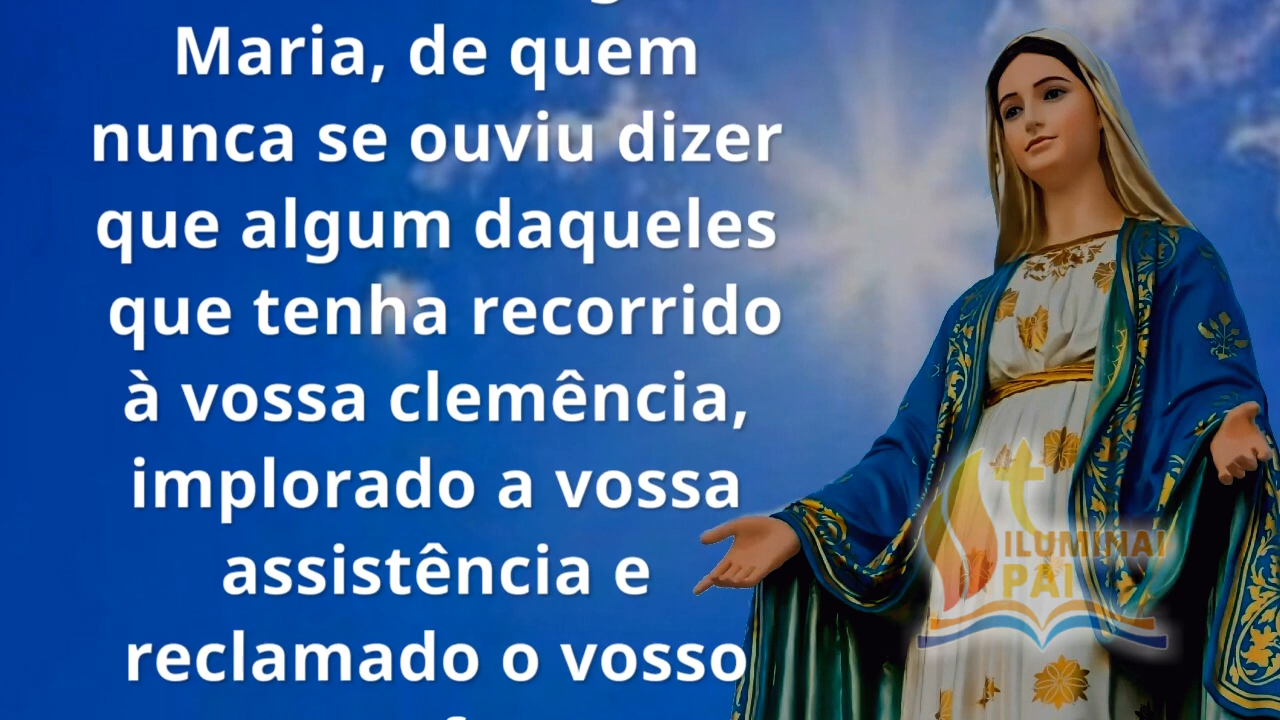 Maria, de quem
nunca se ouviu dizer
que algum daqueles
que tenha recorrido
à vossa clemência,
implorado a vossa
assistência e
reclamado o vosso
ILUMINAI
PAI